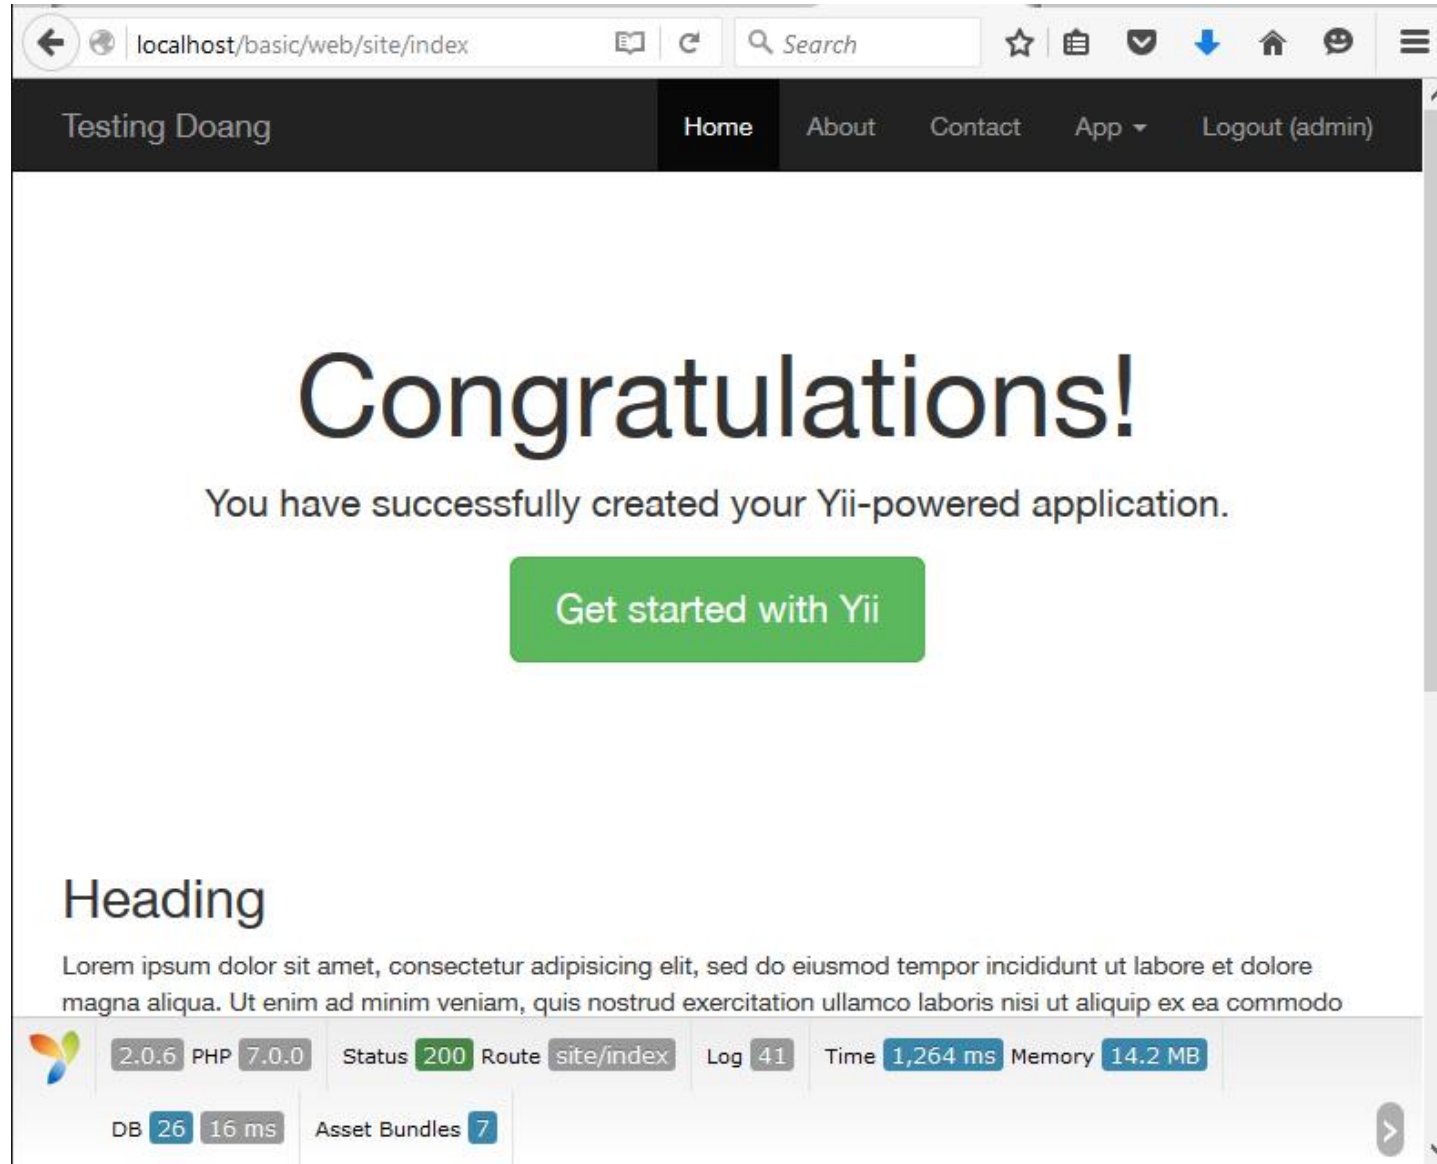 localhost/basic/web/site/index Search
Testing Doang Home About Contact App Logout (admin)
Congratulations!
You have successfully created your Yii-powered application.
Get started with Yii
Heading
Lorem ipsum dolor sit amet, consectetur adipisicing elit, sed do eiusmod tempor incididunt ut labore et dolore
magna aliqua. Ut enim ad minim veniam, quis nostrud exercitation ullamco laboris nisi ut aliquip ex ea commodo
2.0.6 PHP 7.0.0 Status 200 Route site/index Log 41 Time 1,264 ms Memory 14.2 MB
DB 26 16 ms Asset Bundles 7